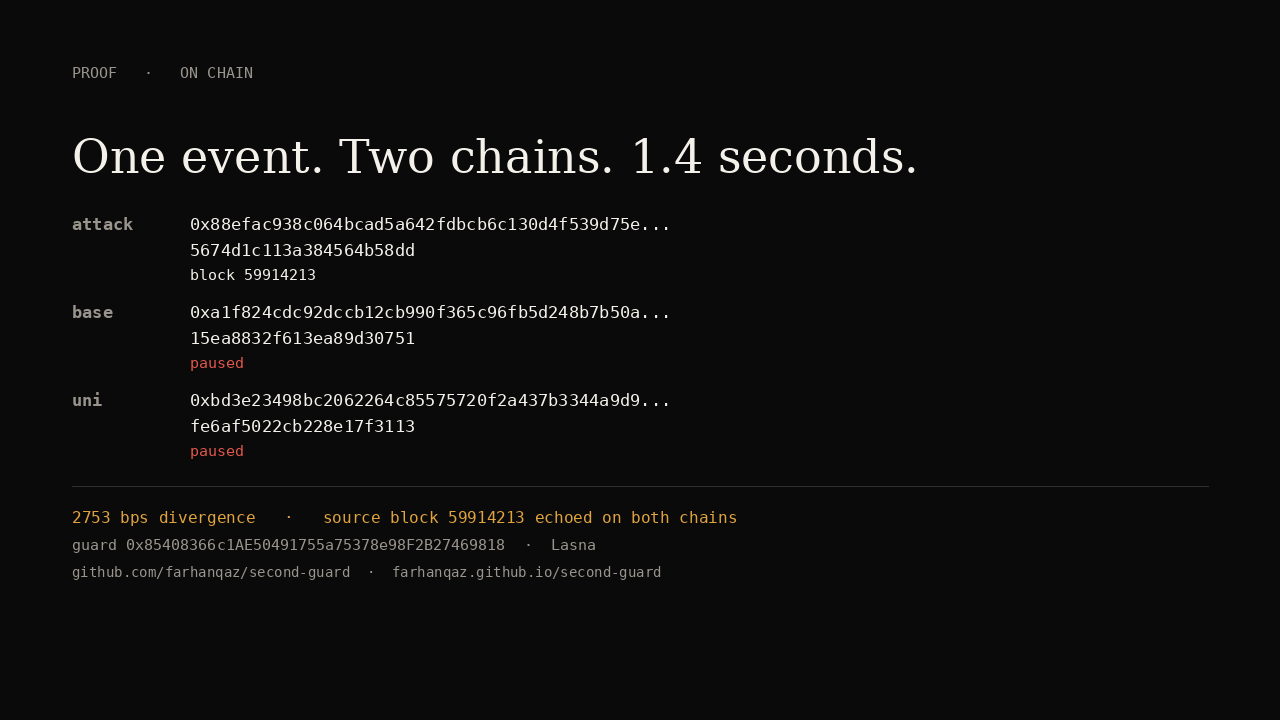 PROOF · ON CHAIN
One event. Two chains. 1.4 seconds.
attack 0x88efac938c064bcad5a642fdbcb6c130d4f539d75e...
5674d1c113a384564b58dd
block 59914213
base 0xa1f824cdc92dccb12cb990f365c96fb5d248b7b50a...
15ea8832f613ea89d30751
paused
uni 0xbd3e23498bc2062264c85575720f2a437b3344a9d9...
fe6af5022cb228e17f3113
paused
2753 bps divergence · source block 59914213 echoed on both chains
guard 0x85408366c1AE50491755a75378e98F2B27469818 · Lasna
github.com/farhanqaz/second-guard · farhanqaz.github.io/second-guard